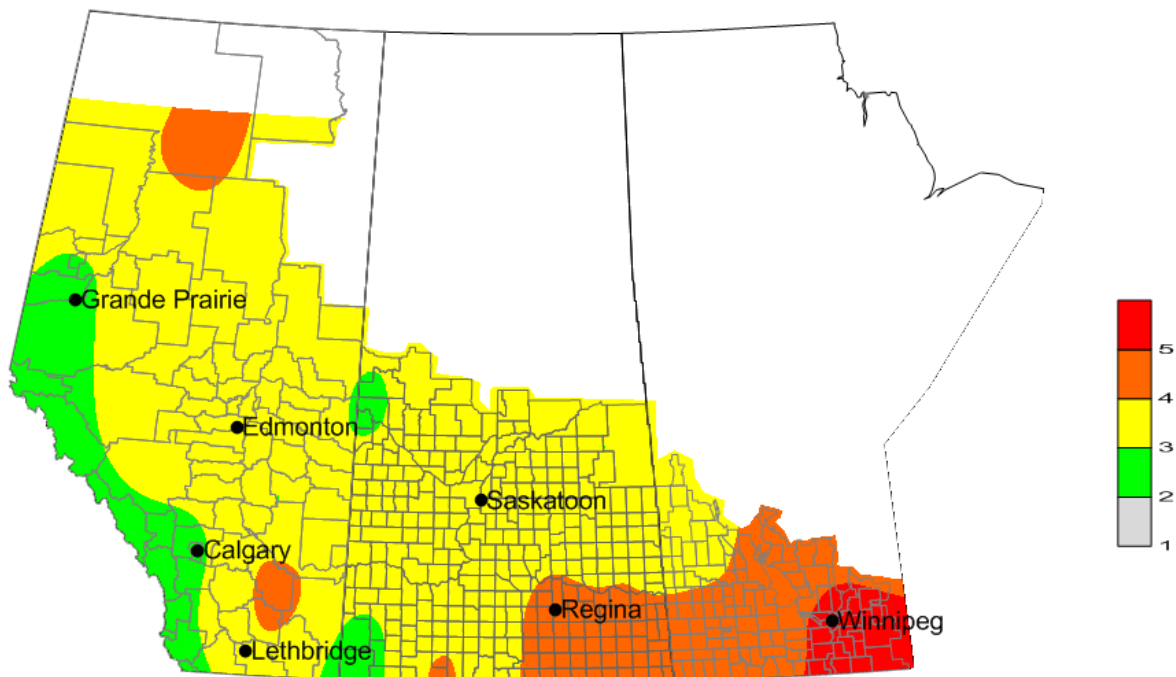 Grande Prairie
Edmonton
Saskatoon
Calgary
Regina
Winnipeg
Lethbridge
5
4
3
2
1